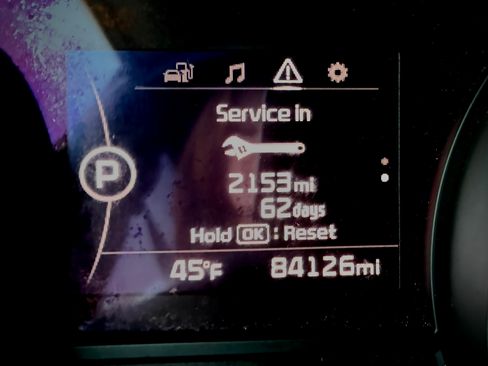 Service in
P
2153mi
62days
Hold OK : Reset
45°F 84126mi